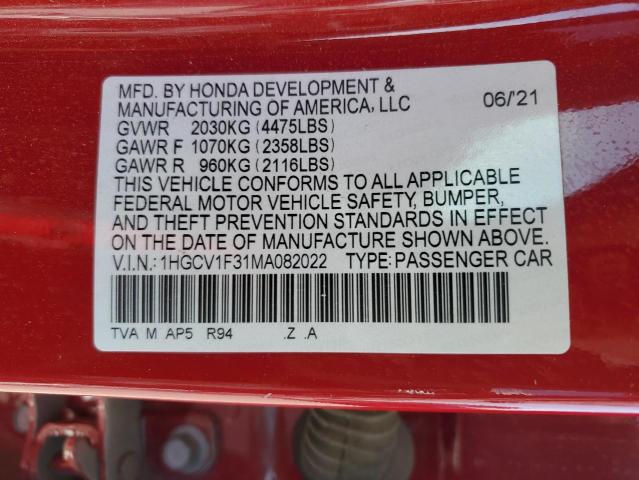 MFD. BY HONDA DEVELOPMENT &
MANUFACTURING OF AMERICA, LLC 06/'21
GVWR 2030KG (4475LBS)
GAWR F 1070KG (2358LBS)
GAWR R 960KG (2116LBS)
THIS VEHICLE CONFORMS TO ALL APPLICABLE
FEDERAL MOTOR VEHICLE SAFETY, BUMPER,
AND THEFT PREVENTION STANDARDS IN EFFECT
ON THE DATE OF MANUFACTURE SHOWN ABOVE.
V.I.N.: 1HGCV1F31MA082022 TYPE: PASSENGER CAR
TVA M AP5 R94 .Z .A